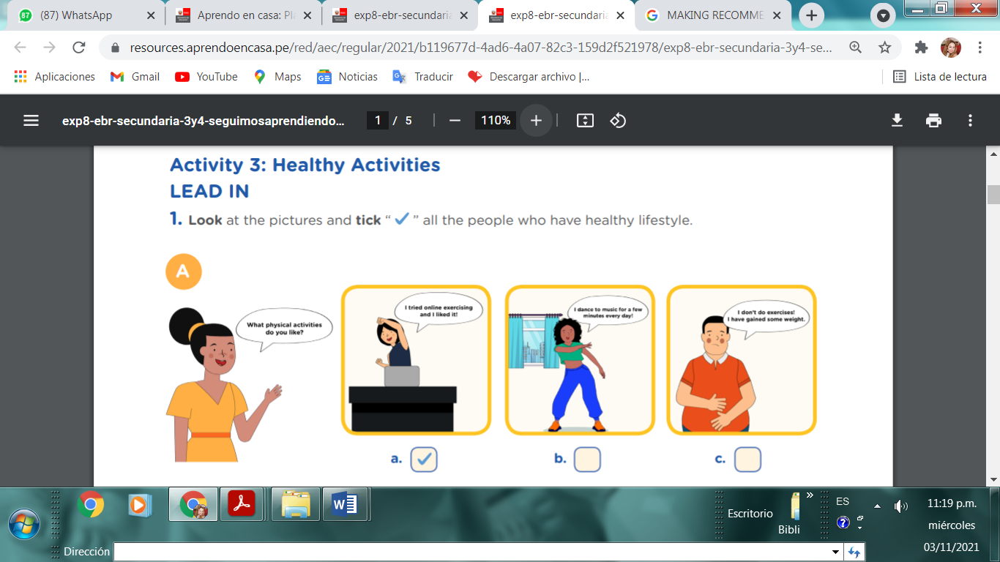 (87) WhatsApp
Aprendo en casa: Pla
exp8-ebr-secundaria
exp8-ebr-secundaria
MAKING RECOMME
resources.aprendoencasa.pe/red/aec/regular/2021/b119677d-4ad6-4a07-82c3-159d2f521978/exp8-ebr-secundaria-3y4-se...
Aplicaciones
Gmail
YouTube
Maps
Noticias
Traducir
Descargar archivo |...
Lista de lectura
exp8-ebr-secundaria-3y4-seguimosaprendiendo...
1 / 5
110%
Activity 3: Healthy Activities
LEAD IN
1. Look at the pictures and tick “ ✓ ” all the people who have healthy lifestyle.
A
What physical activities
do you like?
I tried online exercising
and I liked it!
I dance to music for a few
minutes every day!
I don't do exercises!
I have gained some weight.
a. ✓
b.
c.
Escritorio
Bibli
ES
11:19 p.m.
miércoles
03/11/2021
Dirección